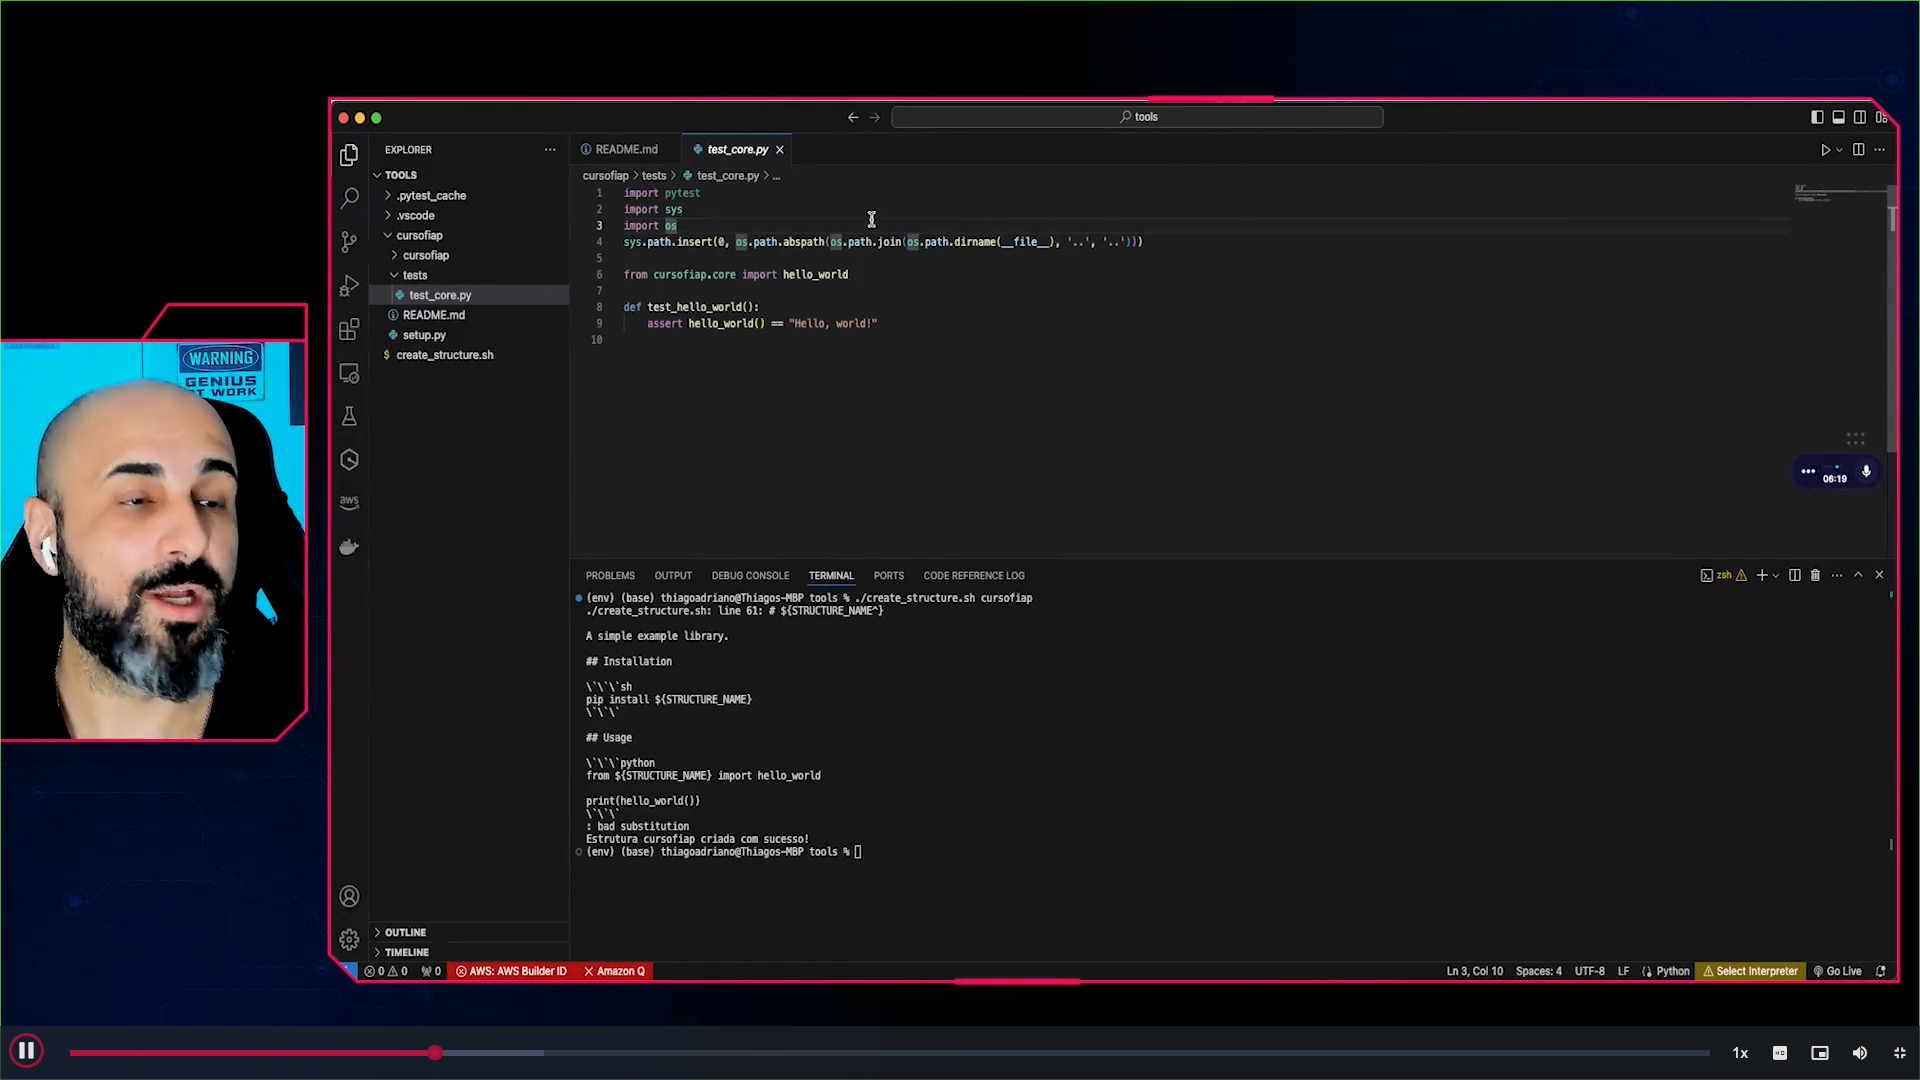 tools
EXPLORER
README.md
test_core.py
TOOLS
.pytest_cache
.vscode
cursofiap
cursofiap
tests
test_core.py
README.md
setup.py
$ create_structure.sh
OUTLINE
TIMELINE
cursofiap > tests > test_core.py > ...
1 import pytest
2 import sys
3 import os
4 sys.path.insert(0, os.path.abspath(os.path.join(os.path.dirname(__file__), '..', '..')))
5
6 from cursofiap.core import hello_world
7
8 def test_hello_world():
9 assert hello_world() == "Hello, world!"
10
06:19
WARNING
GENIUS
AT WORK
aws
PROBLEMS OUTPUT DEBUG CONSOLE TERMINAL PORTS CODE REFERENCE LOG
zsh
(env) (base) thiagoadriano@Thiagos-MBP tools % ./create_structure.sh cursofiap
./create_structure.sh: line 61: # ${STRUCTURE_NAME^}
A simple example library.
## Installation
\`\`\`sh
pip install ${STRUCTURE_NAME}
\`\`\`
## Usage
\`\`\`python
from ${STRUCTURE_NAME} import hello_world
print(hello_world())
\`\`\`
: bad substitution
Estrutura cursofiap criada com sucesso!
(env) (base) thiagoadriano@Thiagos-MBP tools %
0 0 0 AWS: AWS Builder ID Amazon Q
Ln 3, Col 10 Spaces: 4 UTF-8 LF Python Select Interpreter Go Live
1x